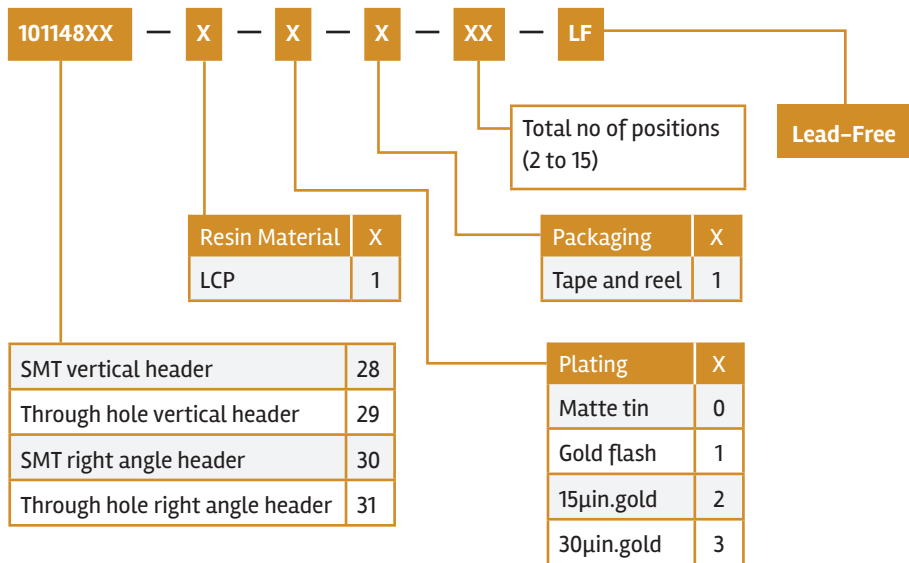 101148XX — X — X — X — XX — LF
Total no of positions
(2 to 15)
Lead-Free
Resin Material X
LCP 1
Packaging X
Tape and reel 1
SMT vertical header 28
Through hole vertical header 29
SMT right angle header 30
Through hole right angle header 31
Plating X
Matte tin 0
Gold flash 1
15µin.gold 2
30µin.gold 3